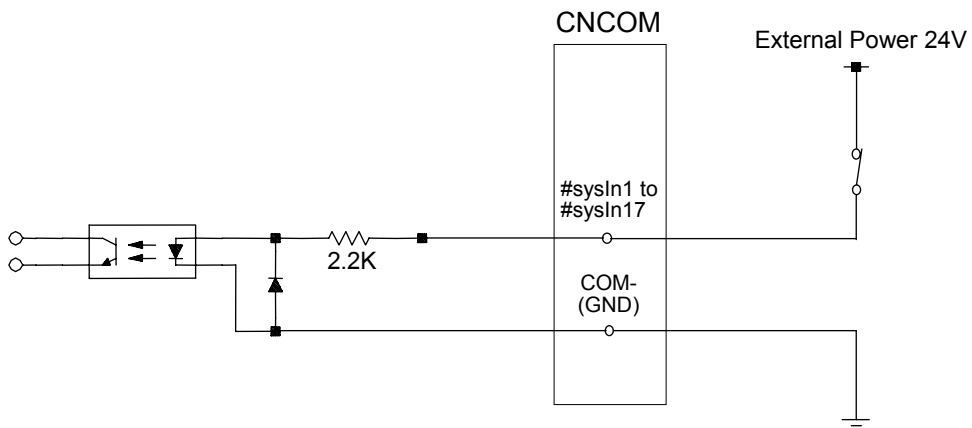 CNCOM
External Power 24V
#sysIn1 to
#sysIn17
2.2K
COM-
(GND)